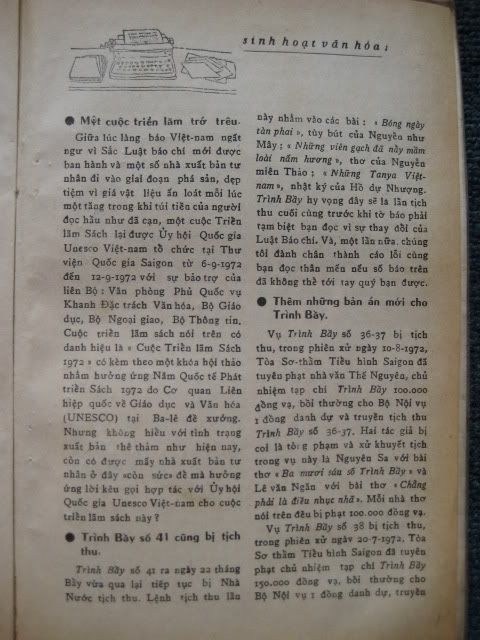 sinh hoạt văn hóa :
● Một cuộc triển lãm trớ trêu.
Giữa lúc làng báo Việt-nam ngất
ngư vì Sắc Luật báo chí mới được
ban hành và một số nhà xuất bản tư
nhân đi vào giai đoạn phá sản, dẹp
tiệm vì giá vật liệu ấn loát mỗi lúc
một tăng trong khi túi tiền của người
đọc hầu như đã cạn, một cuộc Triển
lãm Sách lại được Ủy hội Quốc gia
Unesco Việt-nam tổ chức tại Thư
viện Quốc gia Saigon từ 6-9-1972
đến 12-9-1972 với sự bảo trợ của
liên Bộ : Văn phòng Phủ Quốc vụ
Khanh Đặc trách Văn hóa, Bộ Giáo
dục, Bộ Ngoại giao, Bộ Thông tin.
Cuộc triển lãm sách nói trên có
danh hiệu là « Cuộc Triển lãm Sách
1972 » có kèm theo một khóa hội thảo
nhằm hưởng ứng Năm Quốc tế Phát
triển Sách 1972 do Cơ quan Liên
hiệp quốc về Giáo dục và Văn hóa
(UNESCO) tại Ba-lê đề xướng.
Nhưng không hiểu với tình trạng
xuất bản thê thảm như hiện nay,
còn có được mấy nhà xuất bản tư
nhân ở đây «còn sức» để mà hưởng
ứng lời kêu gọi hợp tác với Ủy hội
Quốc gia Unesco Việt-nam cho cuộc
triển lãm sách này ?
● Trình Bầy số 41 cũng bị tịch
thu.
Trình Bầy số 41 ra ngày 22 tháng
Bảy vừa qua lại tiếp tục bị Nhà
Nước tịch thu. Lệnh tịch thu lần
này nhằm vào các bài : « Bóng ngày
tàn phai », tùy bút của Nguyễn như
Mây ; « Những viên gạch đã nảy mầm
loài nấm hương », thơ của Nguyễn
miên Thảo ; « Những Tanya Việt-
nam», nhật ký của Hồ dự Nhượng.
Trình Bầy hy vọng đây sẽ là lần tịch
thu cuối cùng trước khi tờ báo phải
tạm biệt bạn đọc vì sự thay đổi của
Luật Báo chí. Và, một lần nữa, chúng
tôi đành chân thành cáo lỗi cùng
bạn đọc thân mến nếu số báo trên
đã không thể tới tay quý bạn được.
● Thêm những bản án mới cho
Trình Bầy.
Vụ Trình Bầy số 36-37 bị tịch
thu, trong phiên xử ngày 10-8-1972,
Tòa Sơ-thẩm Tiểu hình Saigon đã
tuyên phạt nhà văn Thế Nguyên, chủ
nhiệm tạp chí Trình Bầy 100.000
đồng vạ, bồi thường cho Bộ Nội vụ
1 đồng danh dự và truyền tịch thu
Trình Bầy số 36-37. Hai tác giả bị
coi là tòng phạm và xử khuyết tịch
trong vụ này là Nguyên Sa với bài
thơ « Ba mươi sáu số Trình Bầy» và
Lê văn Ngăn với bài thơ « Chẳng
phải là điều nhục nhã». Mỗi nhà thơ
nói trên đều bị phạt 100.000 đồng vạ.
Vụ Trình Bầy số 38 bị tịch thu,
trong phiên xử ngày 20-7-1972, Tòa
Sơ thẩm Tiểu hình Saigon đã tuyên
phạt chủ nhiệm tạp chí Trình Bầy
150.000 đồng vạ, bồi thường cho
Bộ Nội vụ 1 đồng danh dự, truyền